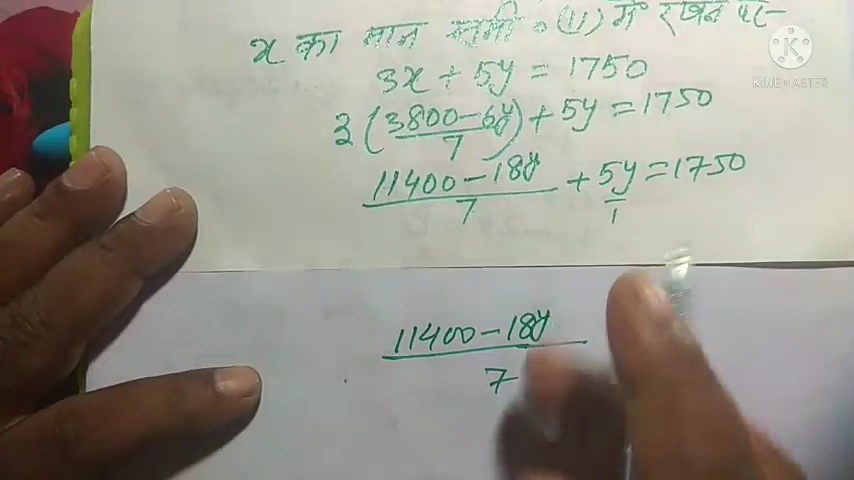 x का मान समी॰ (ii) में रखने पर-
3x + 5y = 1750
3(3800-6y/7) + 5y = 1750
11400-18y/7 + 5y/1 = 1750
11400-18y/7
KINEMASTER